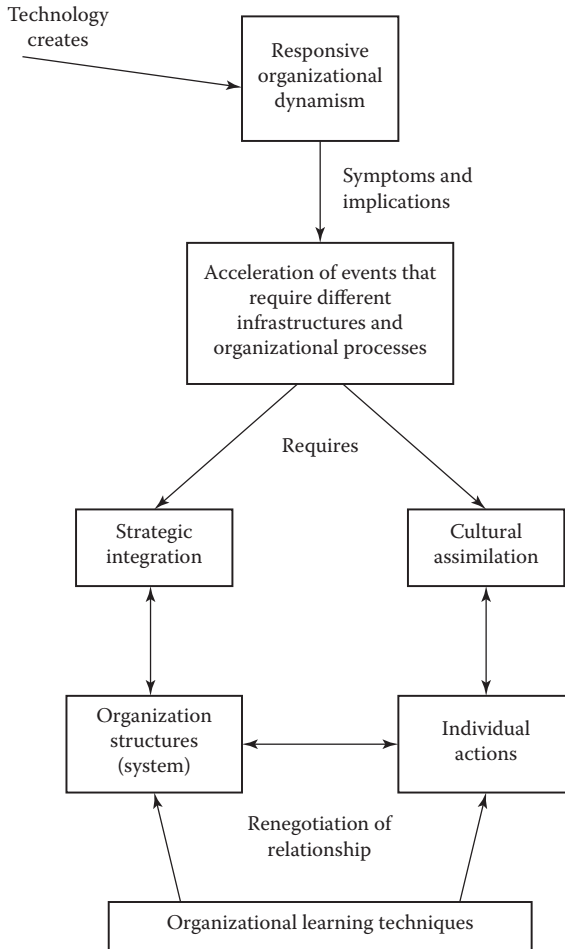 Technology
creates
Responsive
organizational
dynamism
Symptoms and
implications
Acceleration of events that
require different
infrastructures and
organizational processes
Requires
Strategic
integration
Cultural
assimilation
Organization
structures
(system)
Individual
actions
Renegotiation of
relationship
Organizational learning techniques